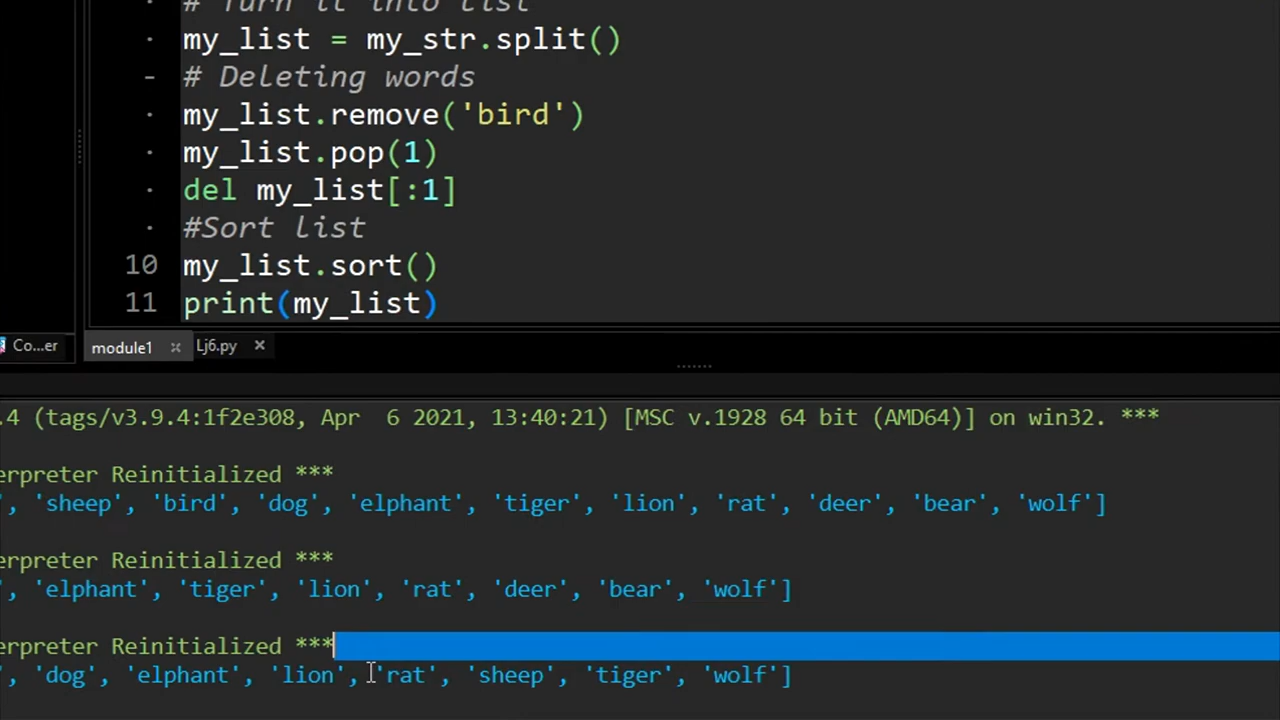 # Turn it into list
my_list = my_str.split()
# Deleting words
my_list.remove('bird')
my_list.pop(1)
del my_list[:1]
#Sort list
10 my_list.sort()
11 print(my_list)
Co...er module1 Lj6.py
.4 (tags/v3.9.4:1f2e308, Apr  6 2021, 13:40:21) [MSC v.1928 64 bit (AMD64)] on win32. ***
erpreter Reinitialized ***
', 'sheep', 'bird', 'dog', 'elphant', 'tiger', 'lion', 'rat', 'deer', 'bear', 'wolf']
erpreter Reinitialized ***
', 'elphant', 'tiger', 'lion', 'rat', 'deer', 'bear', 'wolf']
erpreter Reinitialized ***
', 'dog', 'elphant', 'lion', 'rat', 'sheep', 'tiger', 'wolf']